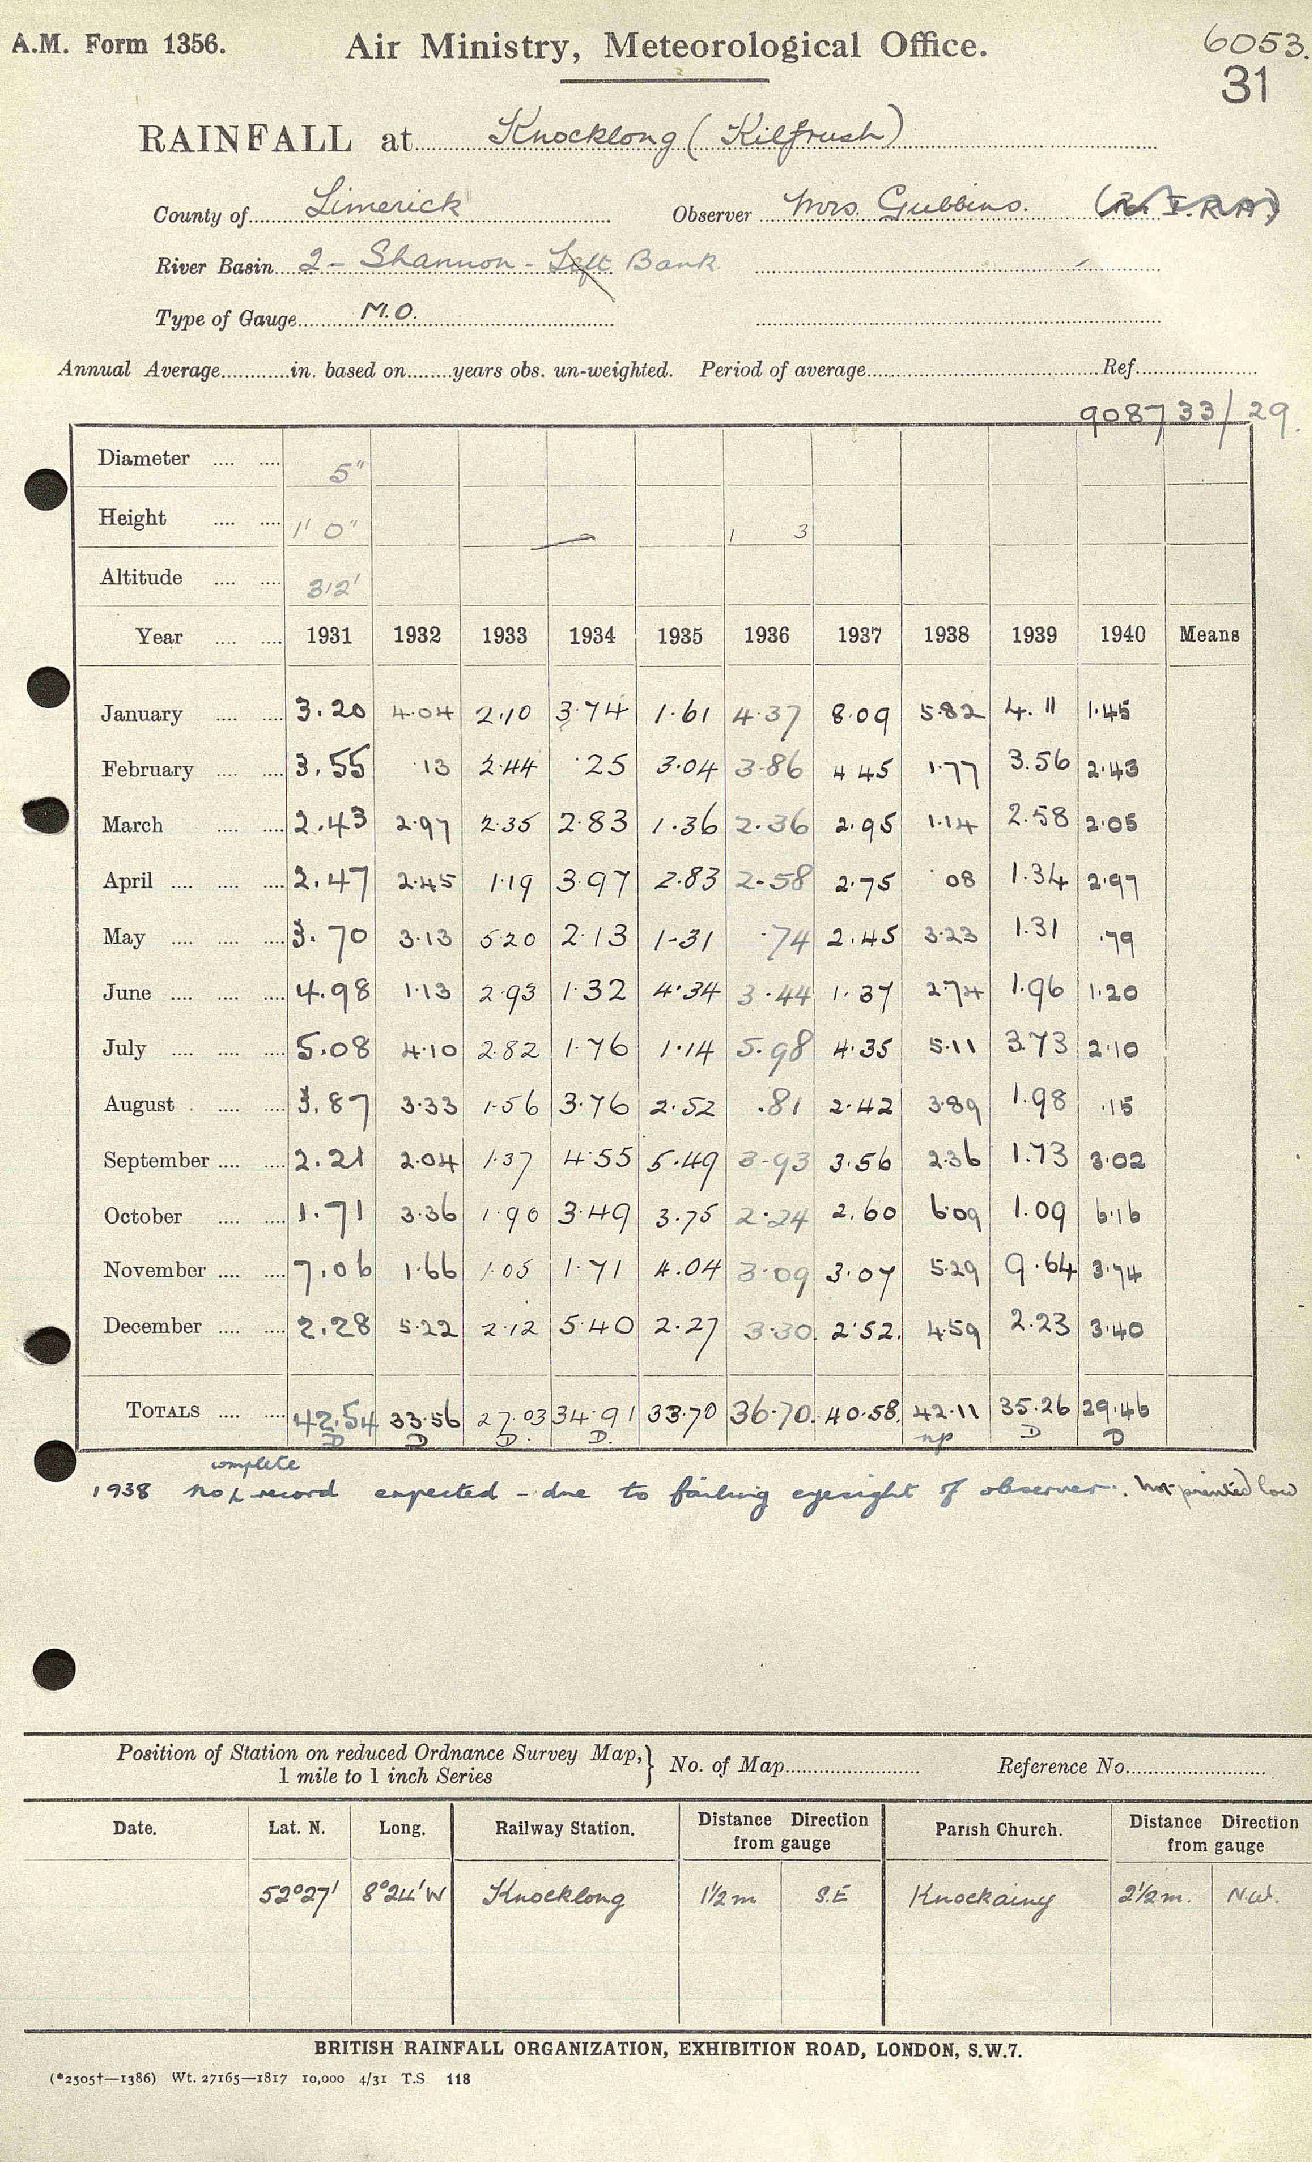 A.M. Form 1356. Air Ministry, Meteorological Office. 6053.
31
RAINFALL at Knocklong (Kilfrush)
County of Limerick Observer Mrs Gubbins.
River Basin 2 - Shannon - Left Bank
Type of Gauge M.O.
Annual Average in. based on years obs. un-weighted. Period of average Ref.
908733/29.
Diameter 5"
Height 1' 0" 1 3
Altitude 312'
Year 1931 1932 1933 1934 1935 1936 1937 1938 1939 1940 Means
January 3.20 4.04 2.10 3.74 1.61 4.37 8.09 5.82 4.11 1.45
February 3.55 .13 2.44 .25 3.04 3.86 4.45 1.77 3.56 2.43
March 2.43 2.97 2.35 2.83 1.36 2.36 2.95 1.14 2.58 2.05
April 2.47 2.45 1.19 3.97 2.83 2.58 2.75 .08 1.34 2.97
May 3.70 3.13 5.20 2.13 1.31 .74 2.45 3.23 1.31 .79
June 4.98 1.13 2.93 1.32 4.34 3.44 1.37 2.74 1.96 1.20
July 5.08 4.10 2.82 1.76 1.14 5.98 4.35 5.11 3.73 2.10
August 3.87 3.33 1.56 3.76 2.52 .81 2.42 3.89 1.98 .15
September 2.21 2.04 1.37 4.55 5.49 3.93 3.56 2.36 1.73 3.02
October 1.71 3.36 1.90 3.49 3.75 2.24 2.60 6.09 1.09 6.16
November 7.06 1.66 1.05 1.71 4.04 3.09 3.07 5.29 9.64 3.74
December 2.28 5.22 2.12 5.40 2.27 3.30 2.52 4.59 2.23 3.40
TOTALS 42.54 33.56 27.03 34.91 33.70 36.70 40.58 42.11 35.26 29.46
D D D. D. np D D
complete
1938 no record expected - due to failing eyesight of observer. Not printed low
Position of Station on reduced Ordnance Survey Map, No. of Map Reference No.
1 mile to 1 inch Series
Date. Lat. N. Long. Railway Station. Distance Direction from gauge Parish Church. Distance Direction from gauge
52°27' 8°24'W Knocklong 1½m S.E Knockainy 2½m. N.W.
BRITISH RAINFALL ORGANIZATION, EXHIBITION ROAD, LONDON, S.W.7.
(*2505†—1386) Wt. 27165—1817 10,000 4/31 T.S 118